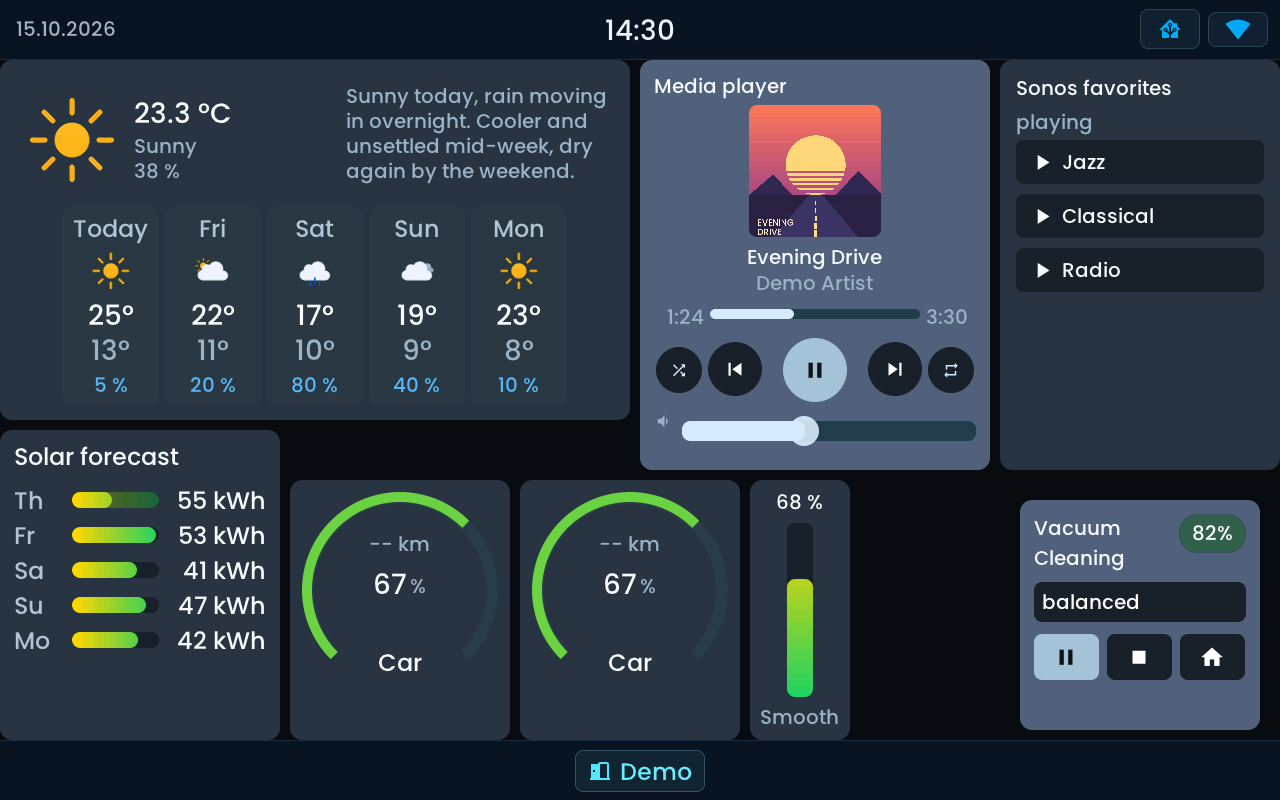 15.10.2026
14:30
23.3 °C
Sunny
38 %
Sunny today, rain moving
in overnight. Cooler and
unsettled mid-week, dry
again by the weekend.
Today
Fri
Sat
Sun
Mon
25°
22°
17°
19°
23°
13°
11°
10°
9°
8°
5 %
20 %
80 %
40 %
10 %
Media player
EVENING
DRIVE
Evening Drive
Demo Artist
1:24
3:30
Sonos favorites
playing
Jazz
Classical
Radio
Solar forecast
Th 55 kWh
Fr 53 kWh
Sa 41 kWh
Su 47 kWh
Mo 42 kWh
-- km
67 %
Car
-- km
67 %
Car
68 %
Smooth
Vacuum
Cleaning
82%
balanced
Demo